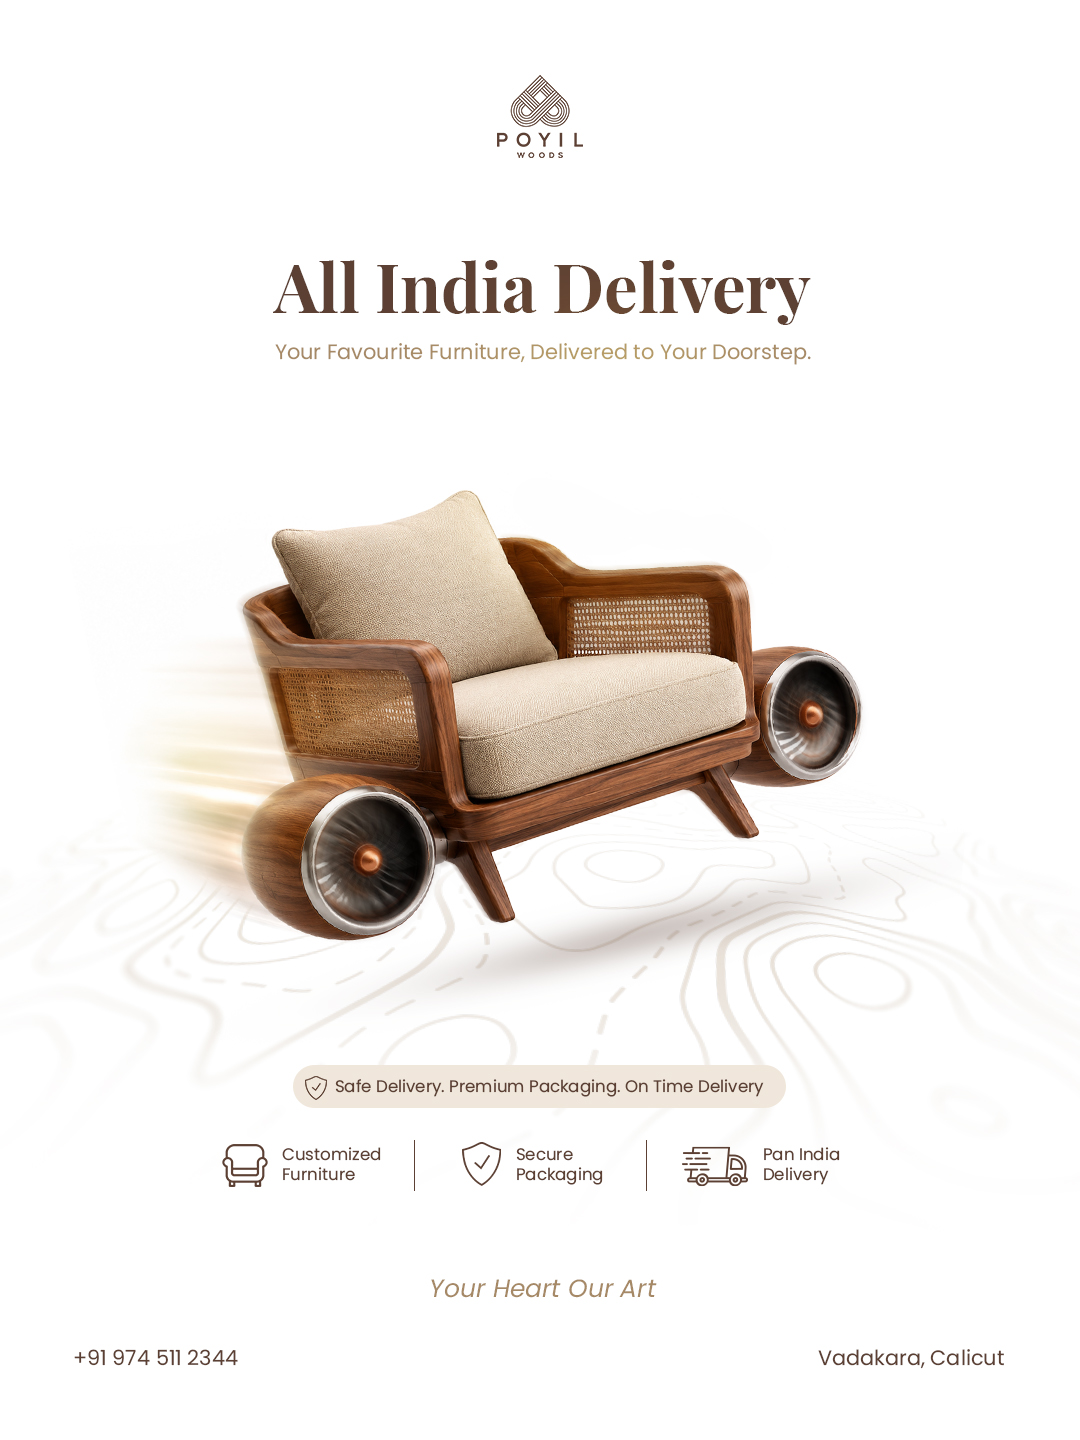 POYIL
WOODS
All India Delivery
Your Favourite Furniture, Delivered to Your Doorstep.
Safe Delivery. Premium Packaging. On Time Delivery
Customized
Furniture
Secure
Packaging
Pan India
Delivery
Your Heart Our Art
+91 974 511 2344
Vadakara, Calicut